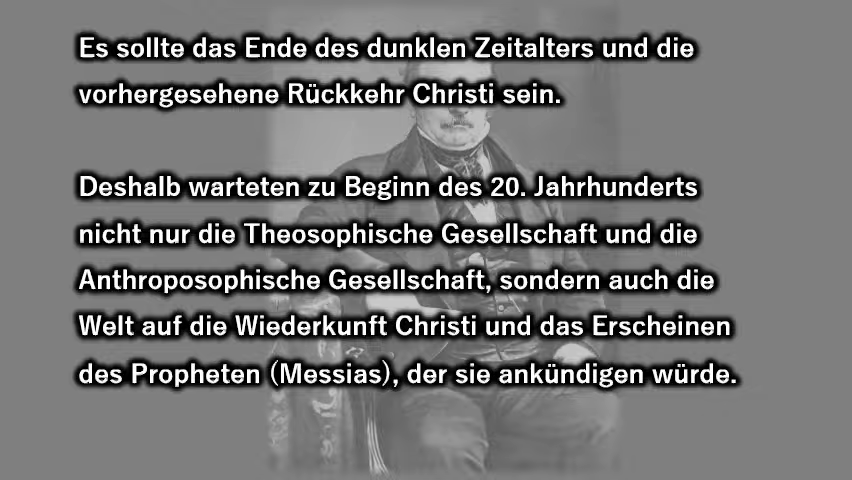 Es sollte das Ende des dunklen Zeitalters und die
vorhergesehene Rückkehr Christi sein.
Deshalb warteten zu Beginn des 20. Jahrhunderts
nicht nur die Theosophische Gesellschaft und die
Anthroposophische Gesellschaft, sondern auch die
Welt auf die Wiederkunft Christi und das Erscheinen
des Propheten (Messias), der sie ankündigen würde.